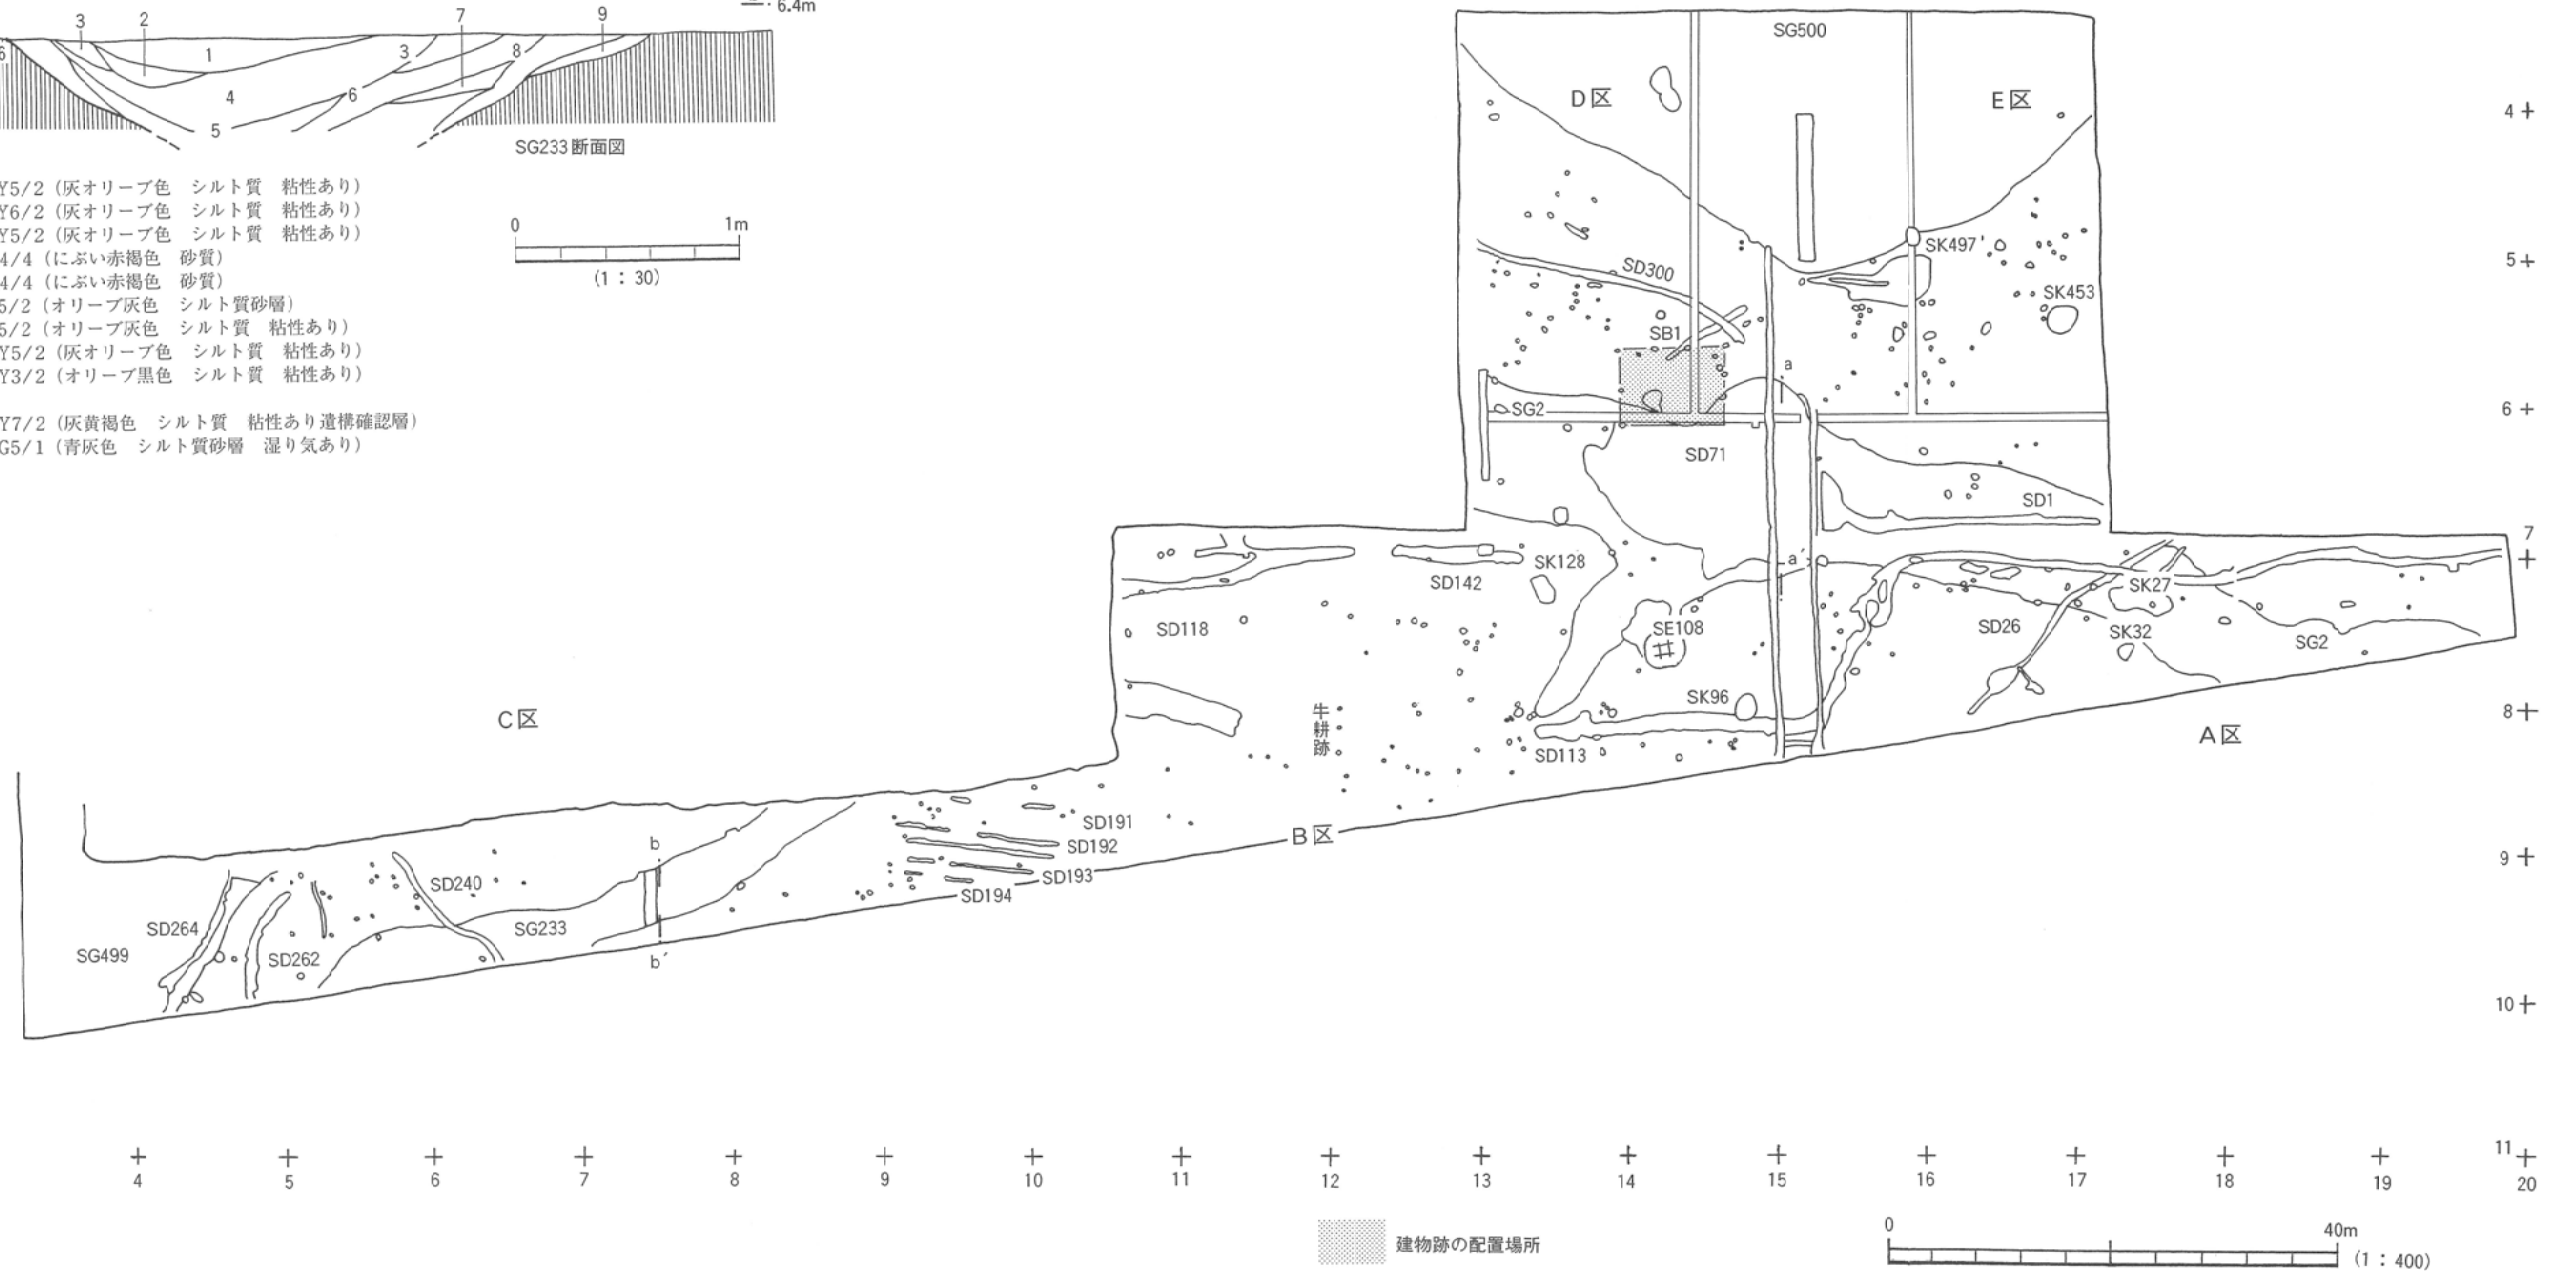 3 2 7 9
6.4m
6 1 3 8
4 6
5
SG233断面図
Y5/2（灰オリーブ色　シルト質　粘性あり）
Y6/2（灰オリーブ色　シルト質　粘性あり）
Y5/2（灰オリーブ色　シルト質　粘性あり）
4/4（にぶい赤褐色　砂質）
4/4（にぶい赤褐色　砂質）
5/2（オリーブ灰色　シルト質砂層）
5/2（オリーブ灰色　シルト質　粘性あり）
Y5/2（灰オリーブ色　シルト質　粘性あり）
Y3/2（オリーブ黒色　シルト質　粘性あり）
Y7/2（灰黄褐色　シルト質　粘性あり遺構確認層）
G5/1（青灰色　シルト質砂層　湿り気あり）
0 1m
(1：30)
SG500
D区
E区
4
SK497
5
SD300
SK453
SB1
a
SG2
6
SD71
SD1
7
SK128
a´
SD142
SK27
SD118
SE108
SD26
SK32
SG2
SK96
牛耕跡
8
C区
SD113
A区
B区
SD191
b
SD192
9
SD193
SD240
SD194
SD264
SG233
SG499
SD262
b´
10
11
4 5 6 7 8 9 10 11 12 13 14 15 16 17 18 19 20
建物跡の配置場所
0 40m
(1：400)